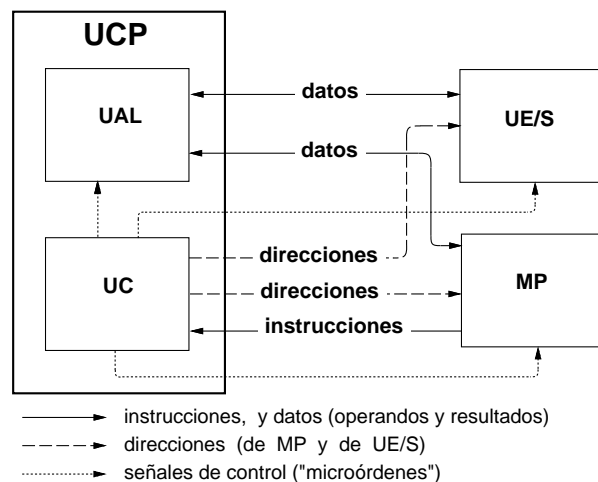 UCP
UAL
datos
UE/S
datos
direcciones
UC
direcciones
MP
instrucciones
instrucciones, y datos (operandos y resultados)
direcciones (de MP y de UE/S)
señales de control ("microórdenes")